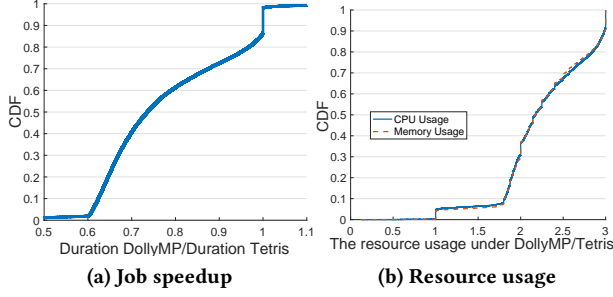 1
0.9
0.8
0.7
0.6
0.5
0.4
0.3
0.2
0.1
0
CDF
0.5 0.6 0.7 0.8 0.9 1 1.1
Duration DollyMP/Duration Tetris
(a) Job speedup
1
0.9
0.8
0.7
0.6
0.5
0.4
0.3
0.2
0.1
0
CDF
CPU Usage
Memory Usage
0 0.5 1 1.5 2 2.5 3
The resource usage under DollyMP/Tetris
(b) Resource usage